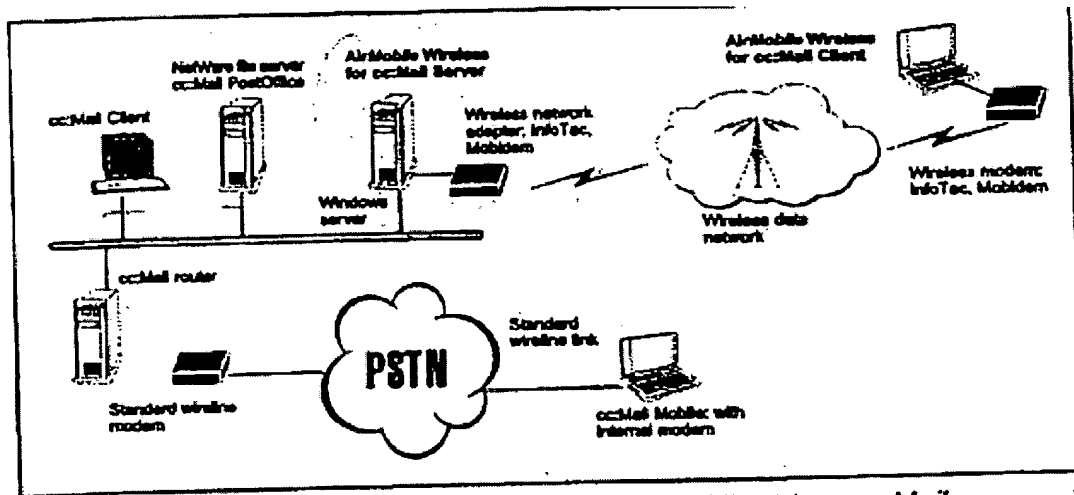 cc:Mail Client
NetWare file server
cc:Mail PostOffice
AirMobile Wireless
for cc:Mail Server
Wireless network
adapter, InfoTec,
Mobidem
Windows
server
AirMobile Wireless
for cc:Mail Client
Wireless modem:
InfoTec, Mobidem
Wireless data
network
cc:Mail router
Standard wireline
modem
PSTN
Standard
wireline link
cc:Mail Mobile: with
internal modem